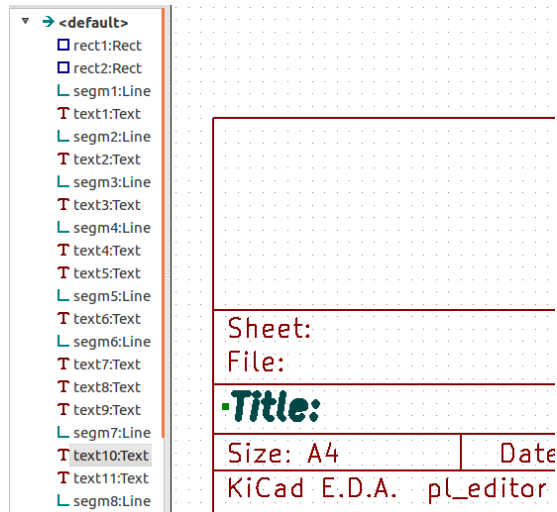 <default>
rect1:Rect
rect2:Rect
segm1:Line
text1:Text
segm2:Line
text2:Text
segm3:Line
text3:Text
segm4:Line
text4:Text
text5:Text
segm5:Line
text6:Text
segm6:Line
text7:Text
text8:Text
text9:Text
segm7:Line
text10:Text
text11:Text
segm8:Line
Sheet:
File:
Title:
Size: A4 Date
KiCad E.D.A. pl_editor